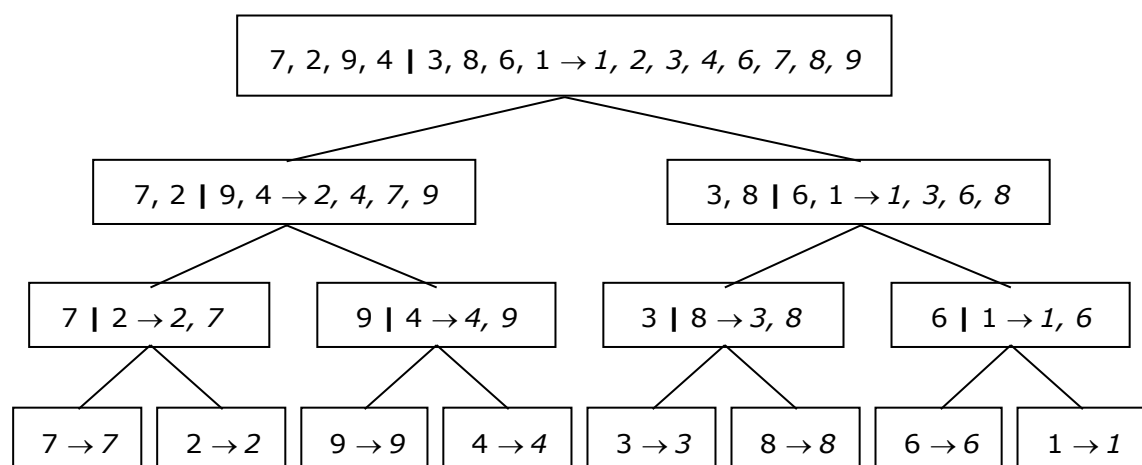 7, 2, 9, 4 | 3, 8, 6, 1 → 1, 2, 3, 4, 6, 7, 8, 9
7, 2 | 9, 4 → 2, 4, 7, 9
3, 8 | 6, 1 → 1, 3, 6, 8
7 | 2 → 2, 7
9 | 4 → 4, 9
3 | 8 → 3, 8
6 | 1 → 1, 6
7 → 7
2 → 2
9 → 9
4 → 4
3 → 3
8 → 8
6 → 6
1 → 1